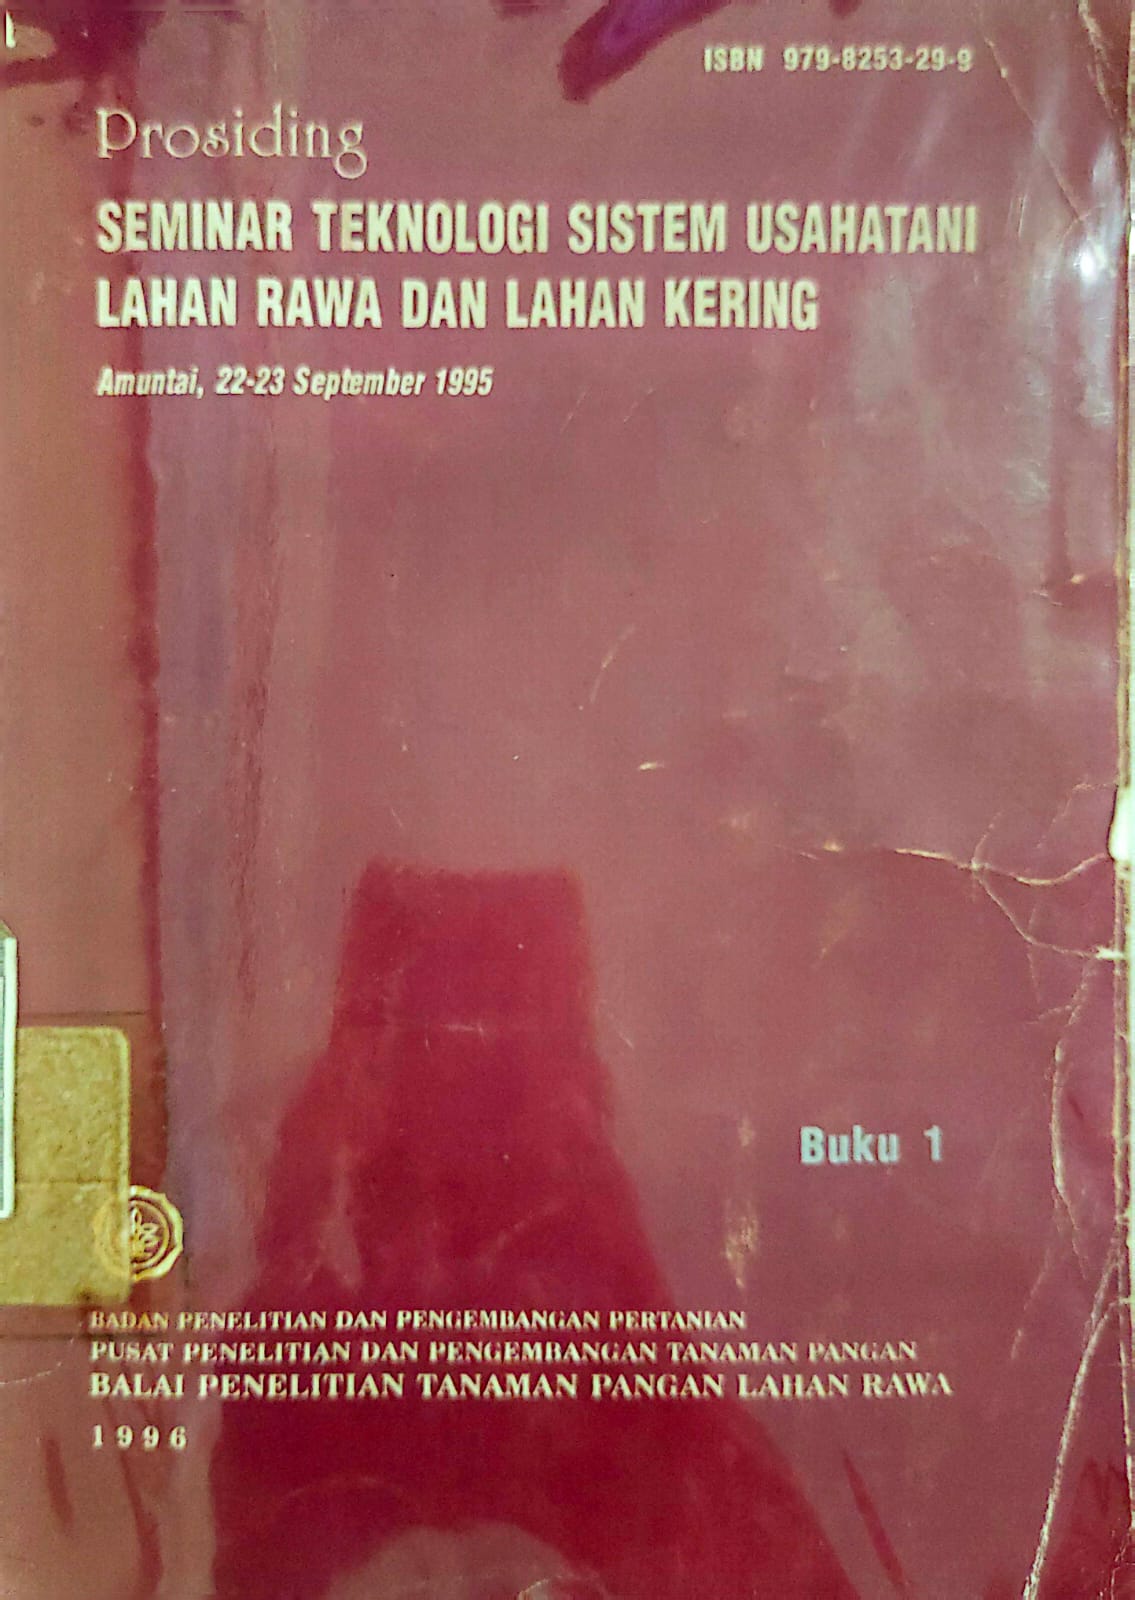 ISBN 979-8253-29-9
Prosiding
SEMINAR TEKNOLOGI SISTEM USAHATANI
LAHAN RAWA DAN LAHAN KERING
Amuntai, 22-23 September 1995
Buku 1
BADAN PENELITIAN DAN PENGEMBANGAN PERTANIAN
PUSAT PENELITIAN DAN PENGEMBANGAN TANAMAN PANGAN
BALAI PENELITIAN TANAMAN PANGAN LAHAN RAWA
1996